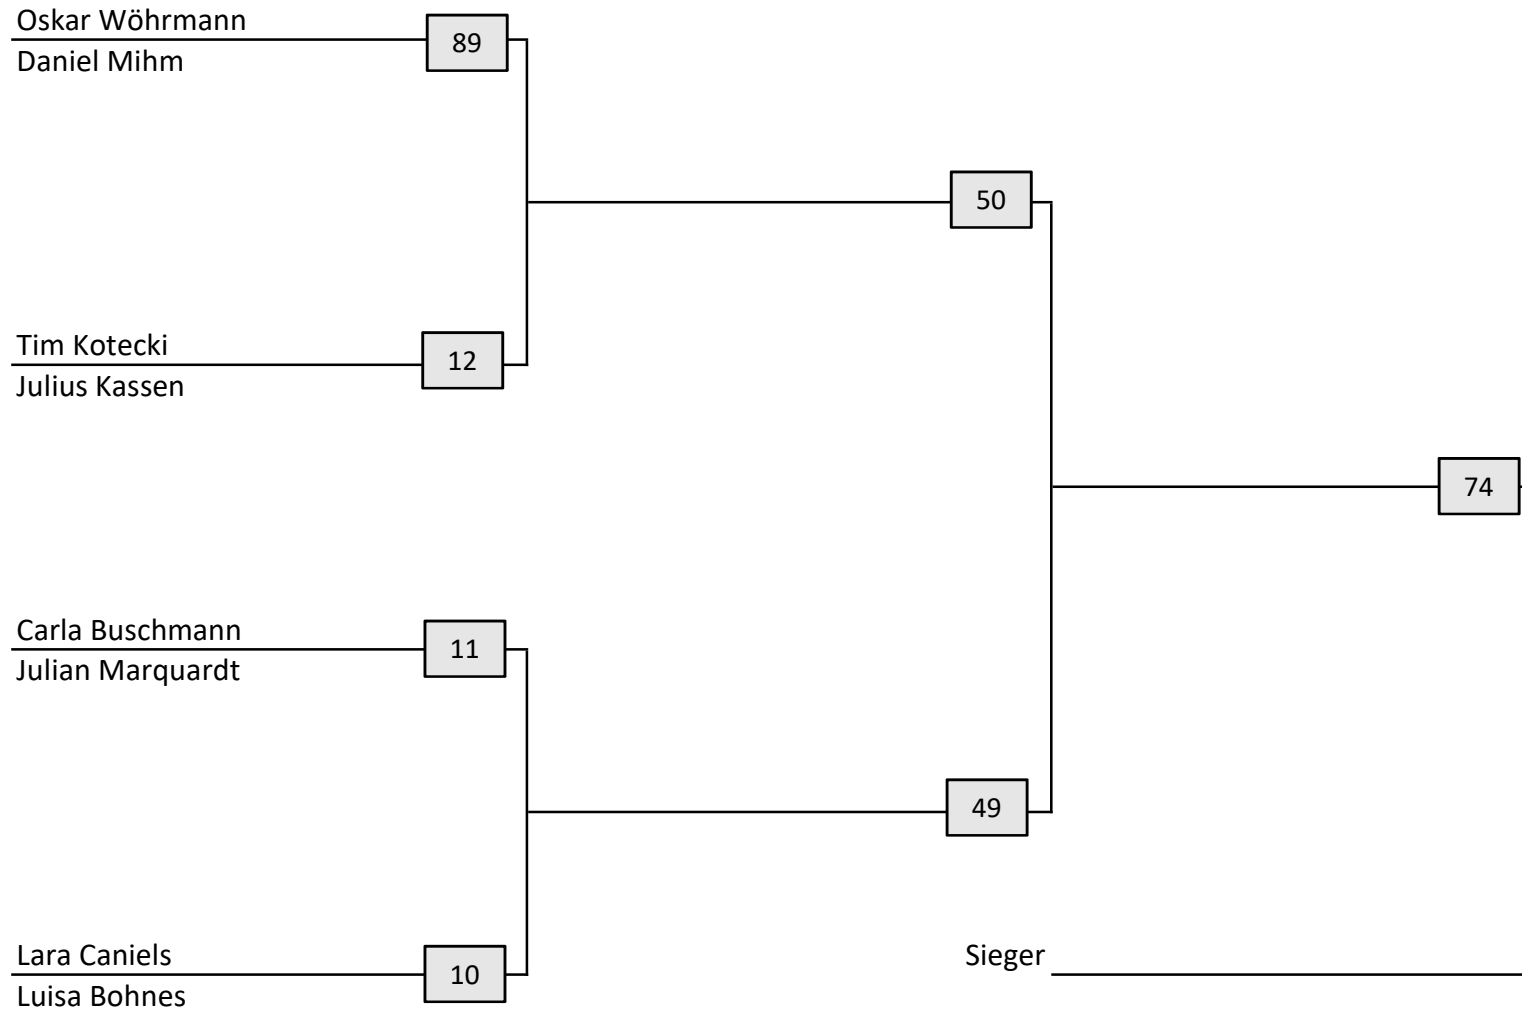 Oskar Wöhrmann
89
Daniel Mihm
50
Tim Kotecki
12
Julius Kassen
74
Carla Buschmann
11
Julian Marquardt
49
Lara Caniels
Sieger
10
Luisa Bohnes